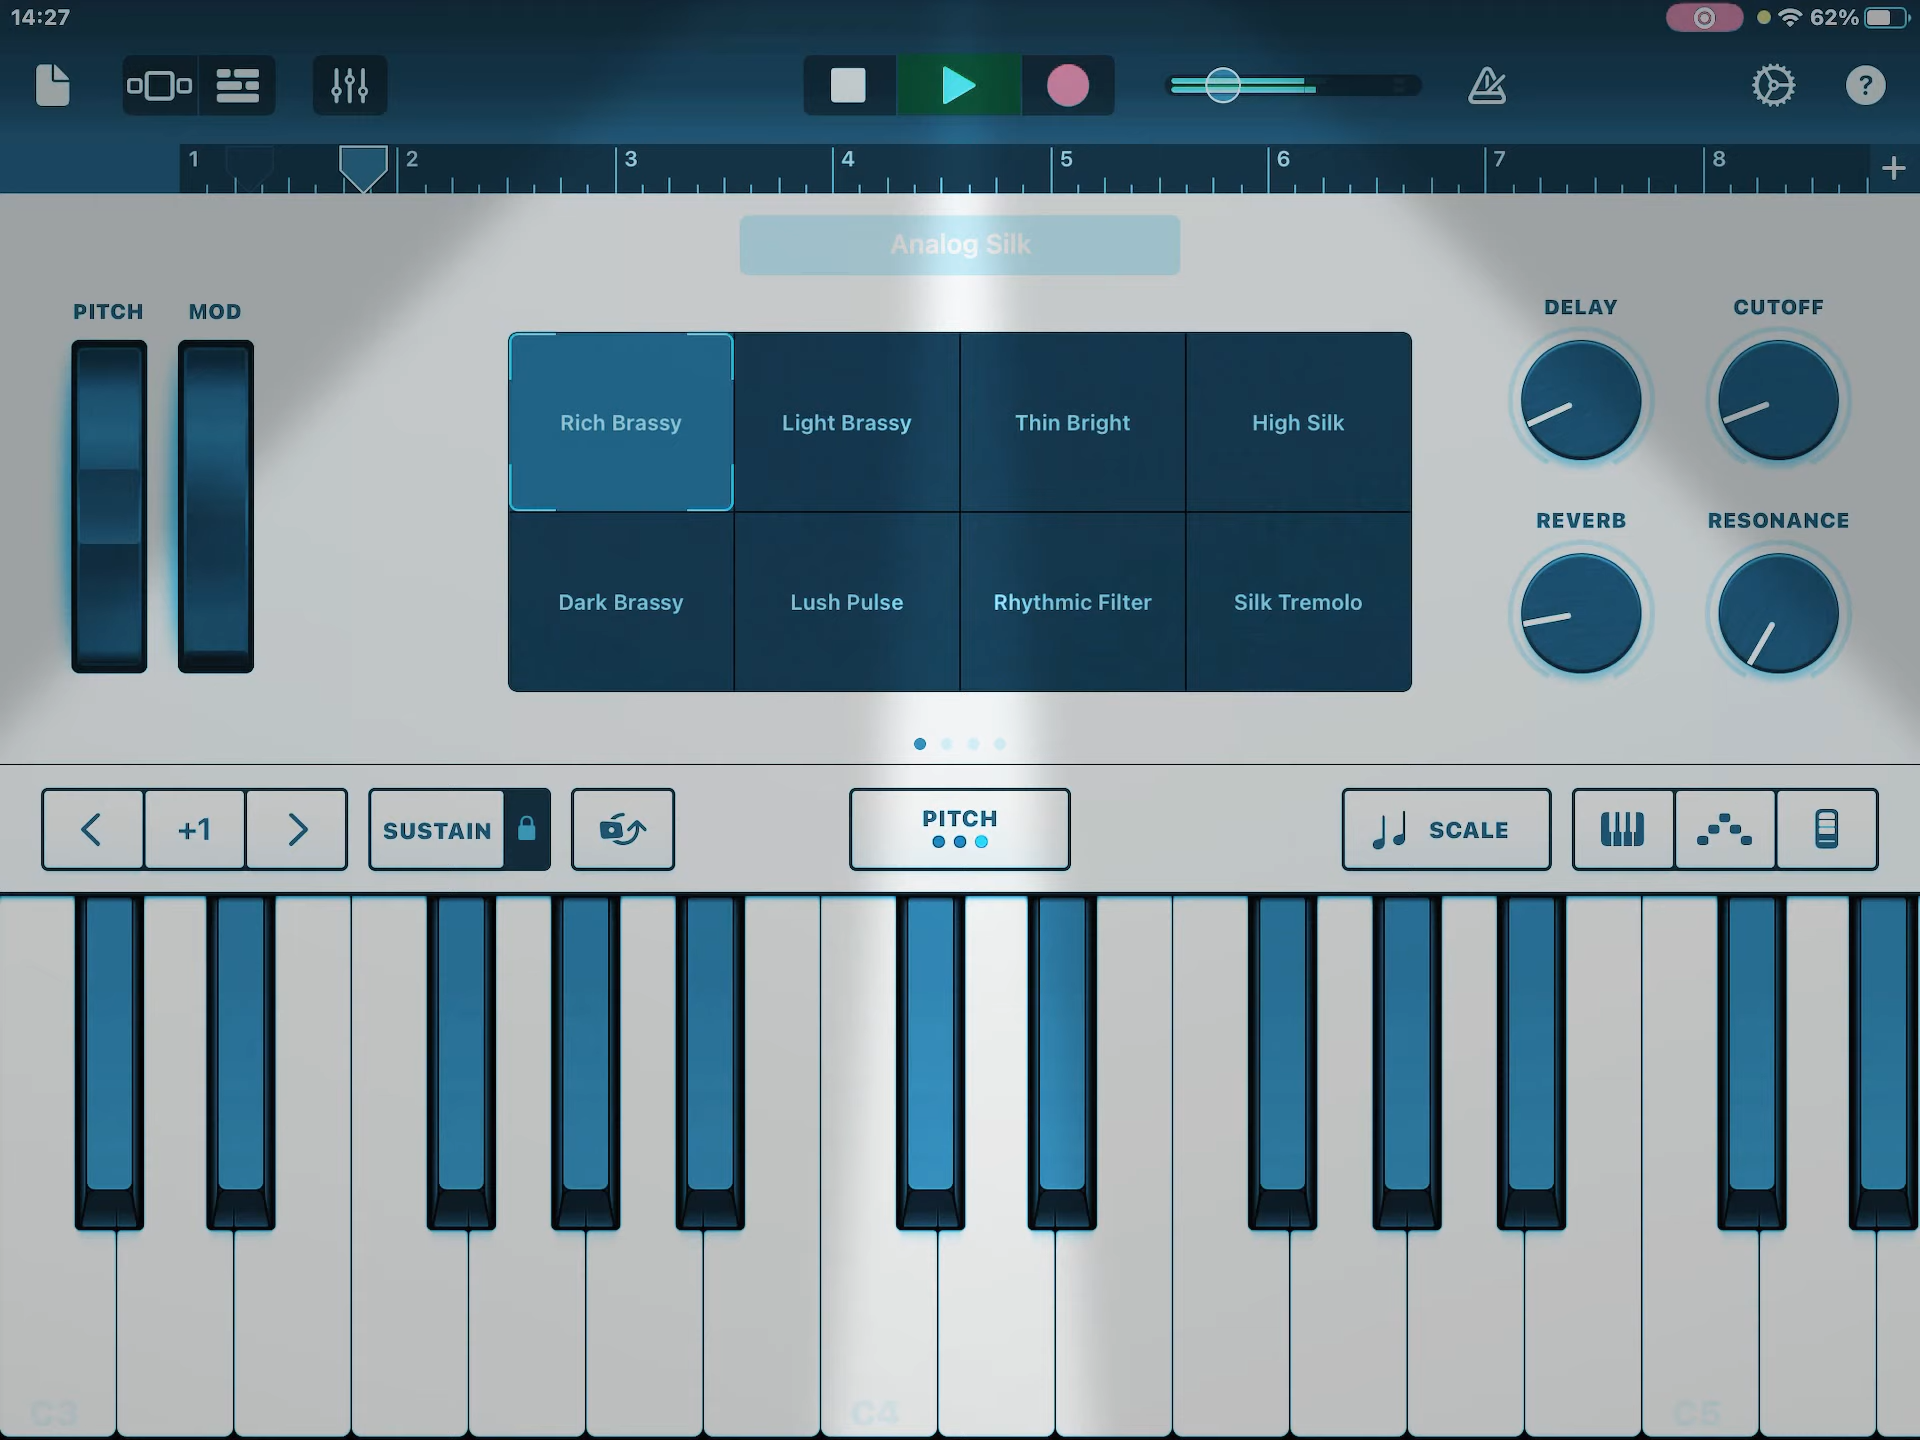 14:27
62%
?
1 2 3 4 5 6 7 8 +
Analog Silk
PITCH MOD
DELAY CUTOFF
Rich Brassy Light Brassy Thin Bright High Silk
REVERB RESONANCE
Dark Brassy Lush Pulse Rhythmic Filter Silk Tremolo
+1 SUSTAIN PITCH SCALE
C3 C4 C5